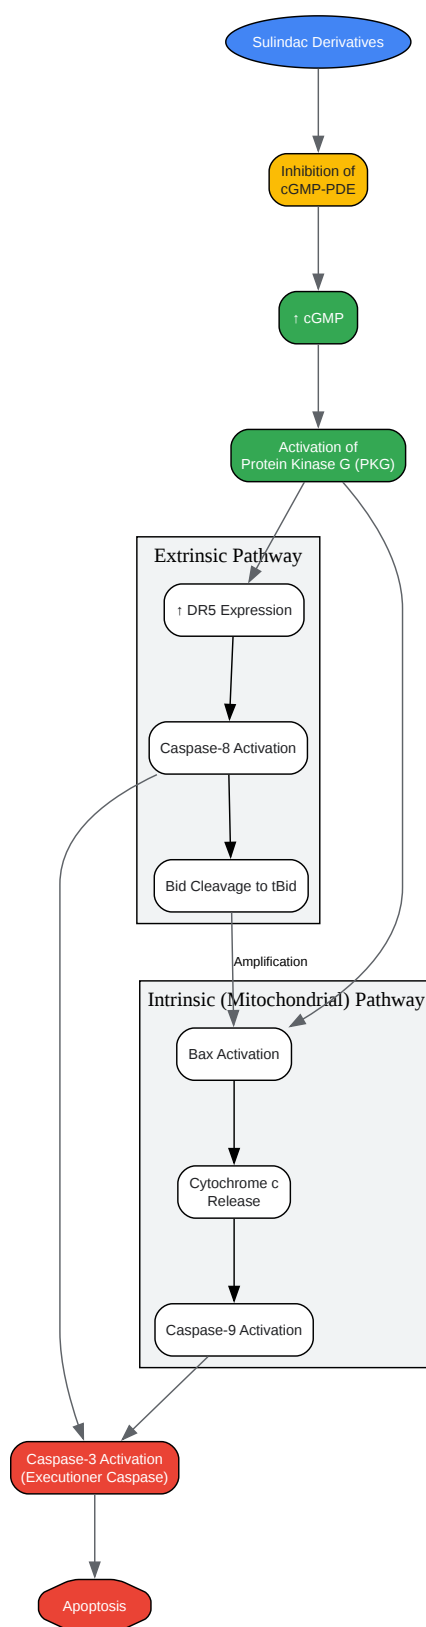 Sulindac Derivatives
Inhibition of
cGMP-PDE
↑ cGMP
Activation of
Protein Kinase G (PKG)
Extrinsic Pathway
↑ DR5 Expression
Caspase-8 Activation
Bid Cleavage to tBid
Amplification
Intrinsic (Mitochondrial) Pathway
Bax Activation
Cytochrome c
Release
Caspase-9 Activation
Caspase-3 Activation
(Executioner Caspase)
Apoptosis